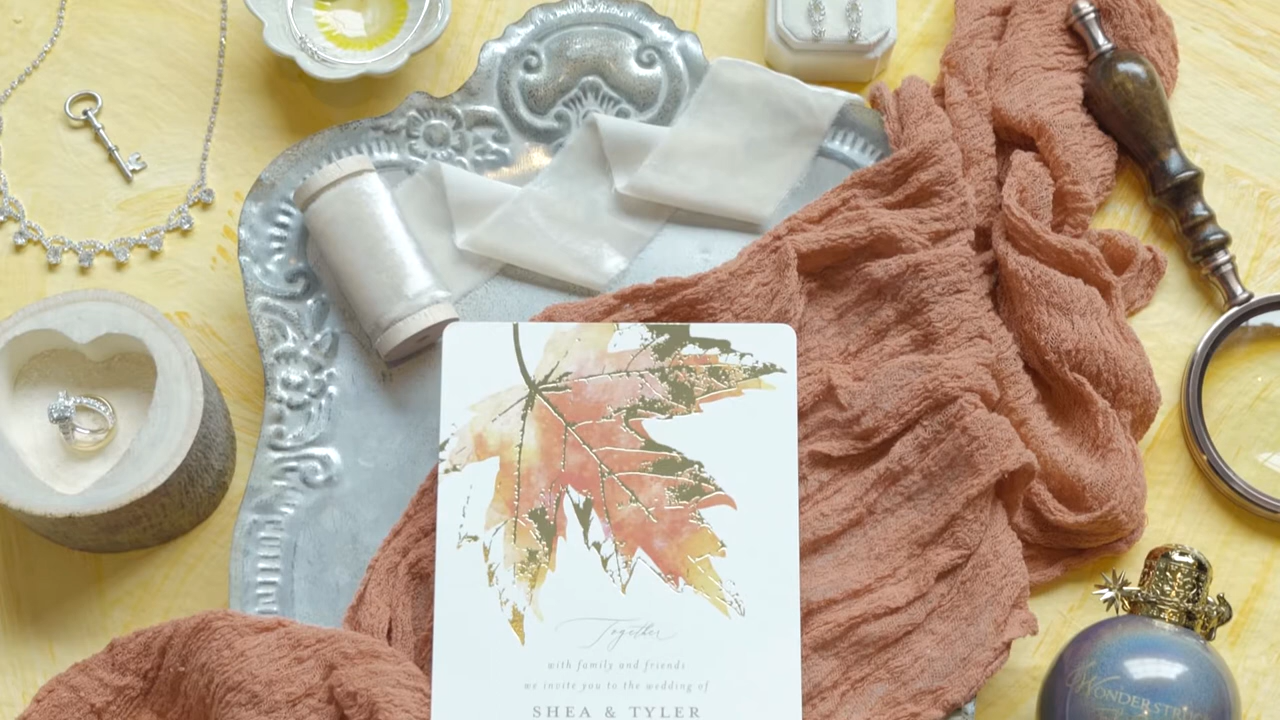 Together
with family and friends
we invite you to the wedding of
SHEA & TYLER